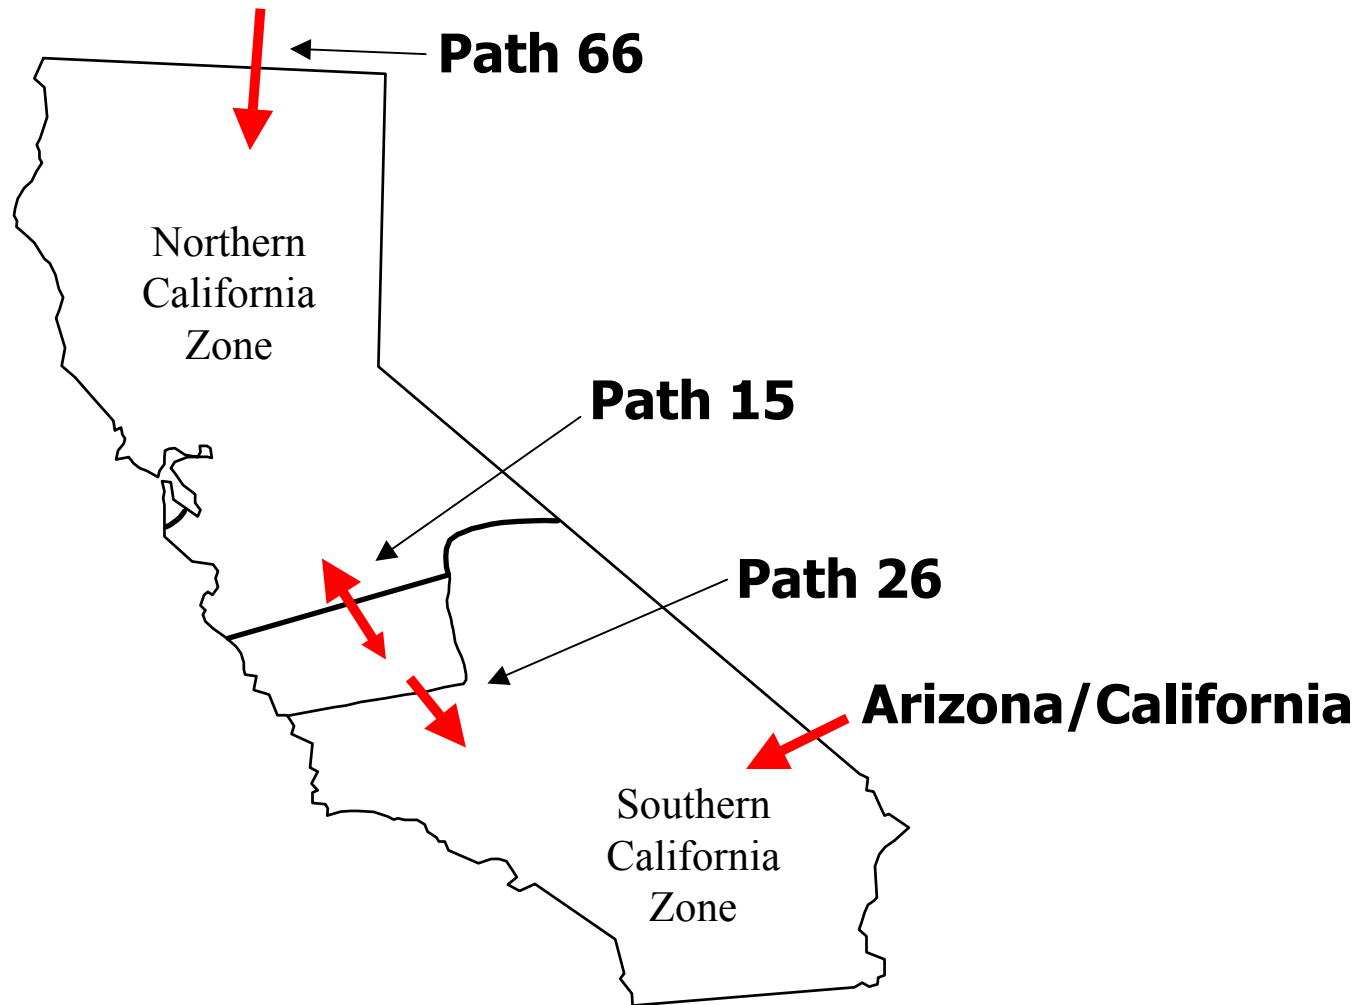 Path 66
Northern
California
Zone
Path 15
Path 26
Arizona/California
Southern
California
Zone